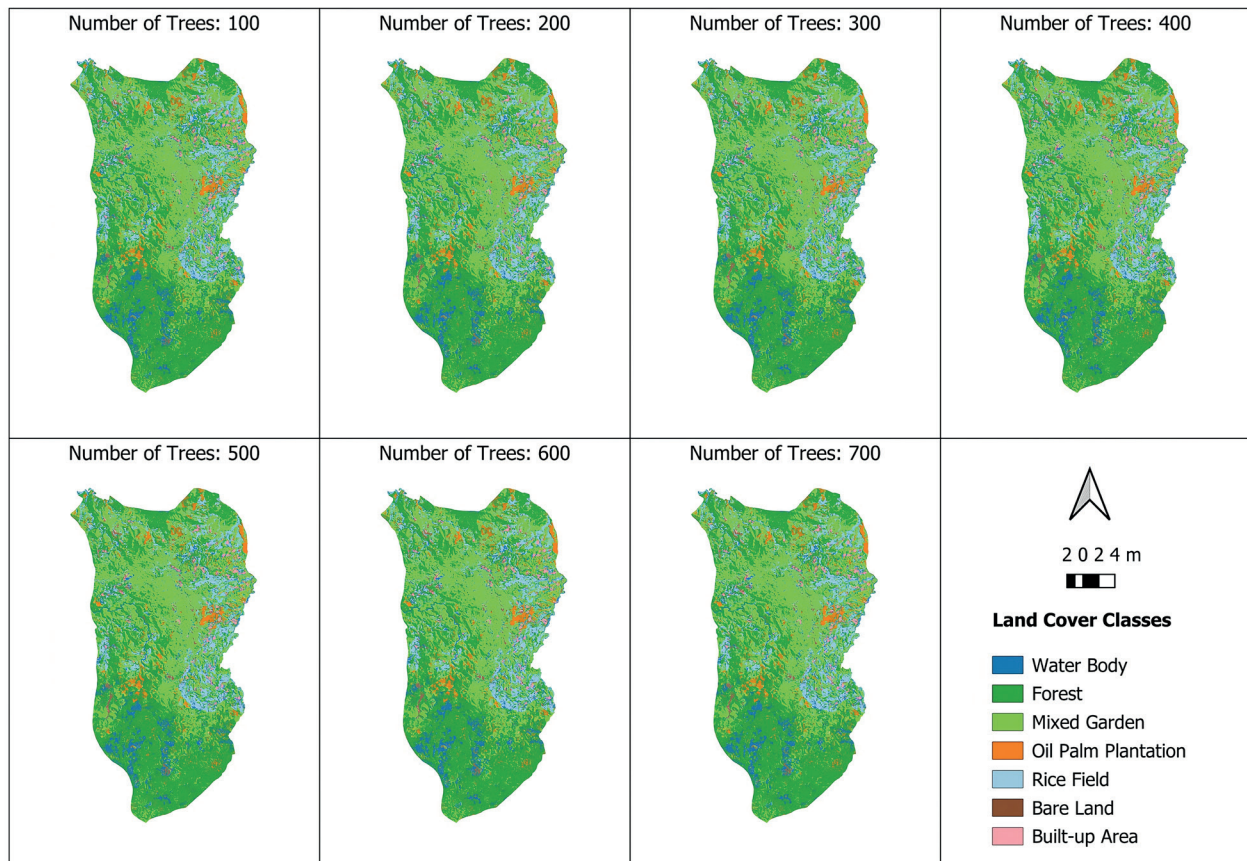 Number of Trees: 100
Number of Trees: 200
Number of Trees: 300
Number of Trees: 400
Number of Trees: 500
Number of Trees: 600
Number of Trees: 700
2 0 2 4 m
Land Cover Classes
Water Body
Forest
Mixed Garden
Oil Palm Plantation
Rice Field
Bare Land
Built-up Area